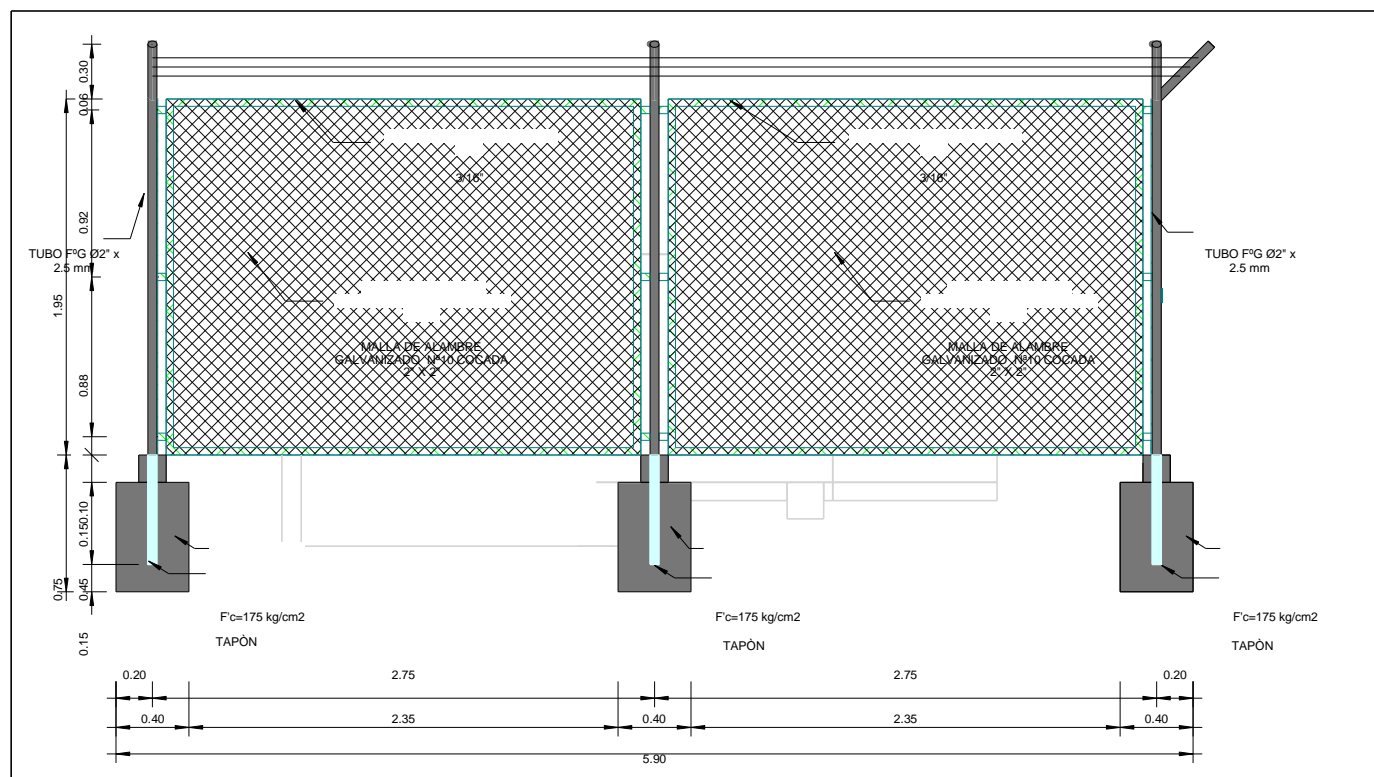 0.30
0.06
3/16"
3/16"
0.92
TUBO FºG Ø2" x
2.5 mm
TUBO FºG Ø2" x
2.5 mm
1.95
MALLA DE ALAMBRE
GALVANIZADO Nª10 COCADA
2" X 2"
MALLA DE ALAMBRE
GALVANIZADO Nª10 COCADA
2" X 2"
0.88
0.10
0.15
0.75
0.45
0.15
F'c=175 kg/cm2
F'c=175 kg/cm2
F'c=175 kg/cm2
TAPÒN
TAPÒN
TAPÒN
0.20
2.75
2.75
0.20
0.40
2.35
0.40
2.35
0.40
5.90